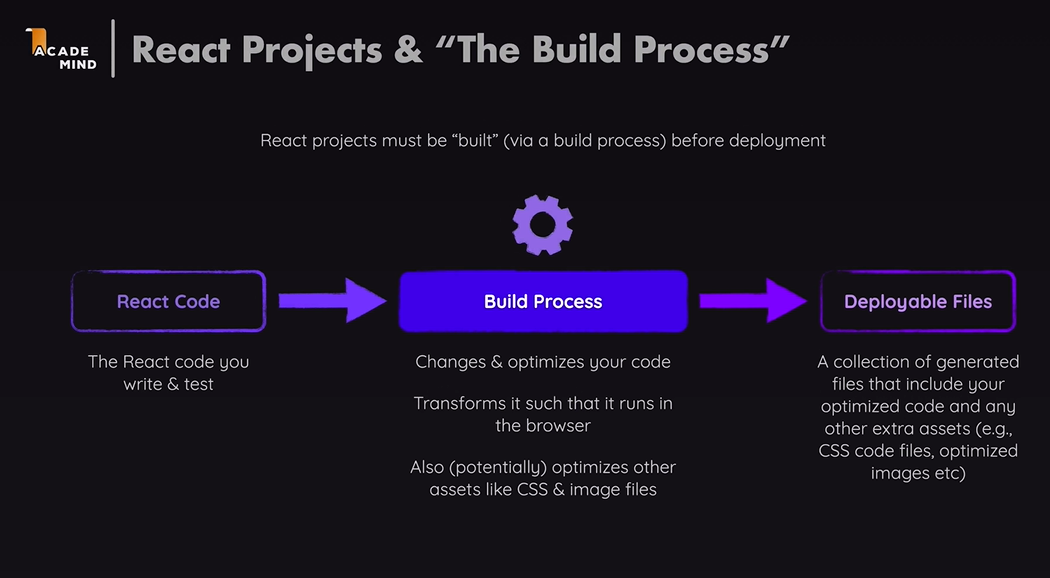 ACADE
MIND
React Projects & “The Build Process”
React projects must be “built” (via a build process) before deployment
React Code
Build Process
Deployable Files
The React code you
write & test
Changes & optimizes your code
Transforms it such that it runs in
the browser
Also (potentially) optimizes other
assets like CSS & image files
A collection of generated
files that include your
optimized code and any
other extra assets (e.g.,
CSS code files, optimized
images etc)